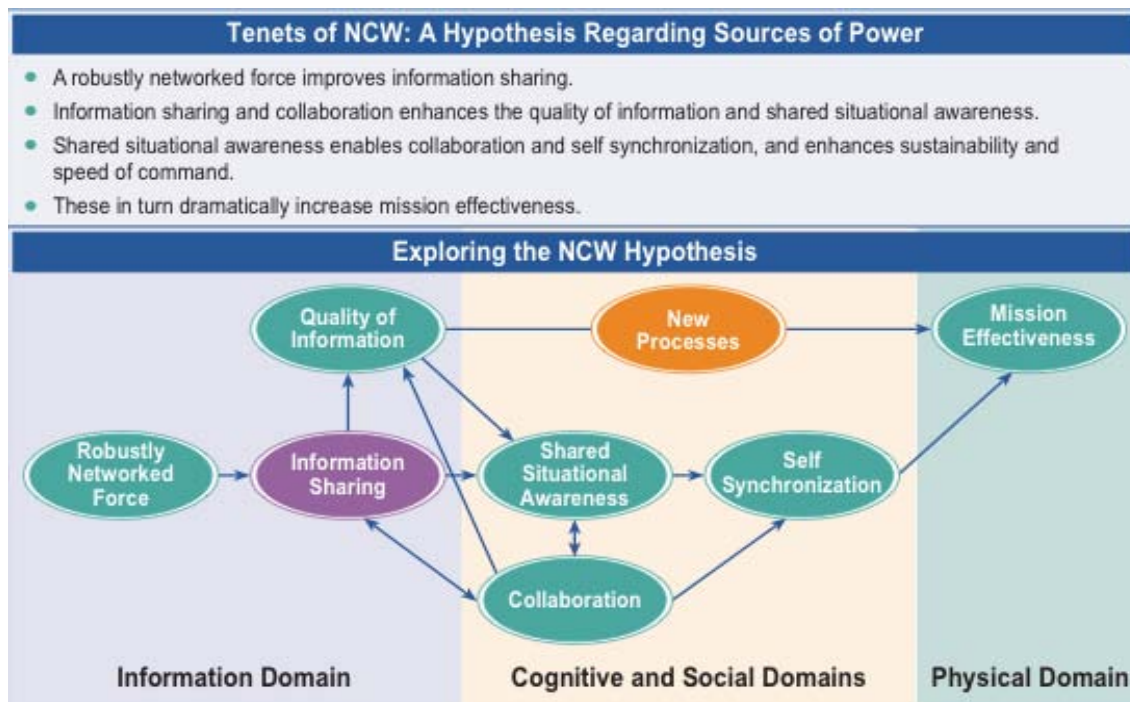 Tenets of NCW: A Hypothesis Regarding Sources of Power
• A robustly networked force improves information sharing.
• Information sharing and collaboration enhances the quality of information and shared situational awareness.
• Shared situational awareness enables collaboration and self synchronization, and enhances sustainability and
speed of command.
• These in turn dramatically increase mission effectiveness.
Exploring the NCW Hypothesis
Quality of
Information
New
Processes
Mission
Effectiveness
Robustly
Networked
Force
Information
Sharing
Shared
Situational
Awareness
Self
Synchronization
Collaboration
Information Domain
Cognitive and Social Domains
Physical Domain